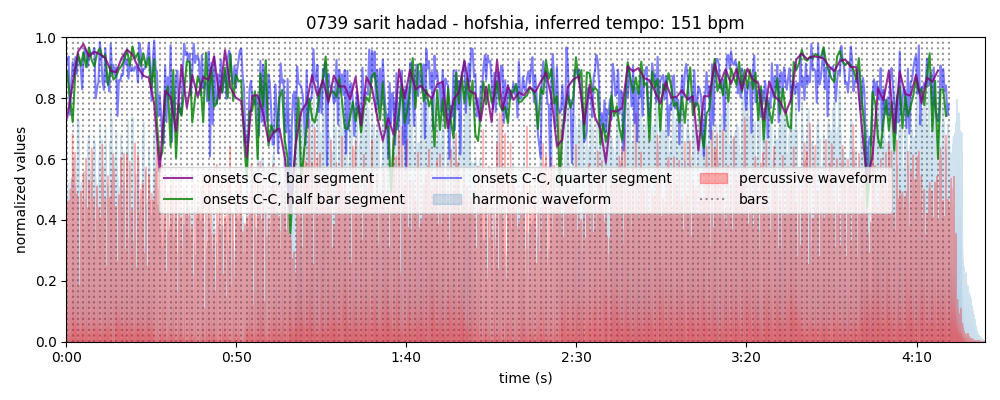 0739 sarit hadad - hofshia, inferred tempo: 151 bpm
normalized values
1.0
0.8
0.6
0.4
0.2
0.0
onsets C-C, bar segment
onsets C-C, half bar segment
onsets C-C, quarter segment
harmonic waveform
percussive waveform
bars
0:00 0:50 1:40 2:30 3:20 4:10
time (s)